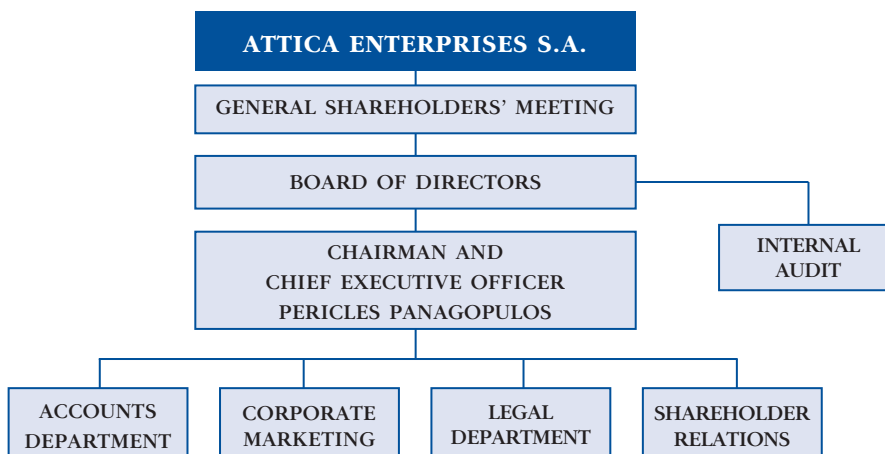 ATTICA ENTERPRISES S.A.
GENERAL SHAREHOLDERS’ MEETING
BOARD OF DIRECTORS
INTERNAL
AUDIT
CHAIRMAN AND
CHIEF EXECUTIVE OFFICER
PERICLES PANAGOPULOS
ACCOUNTS
DEPARTMENT
CORPORATE
MARKETING
LEGAL
DEPARTMENT
SHAREHOLDER
RELATIONS